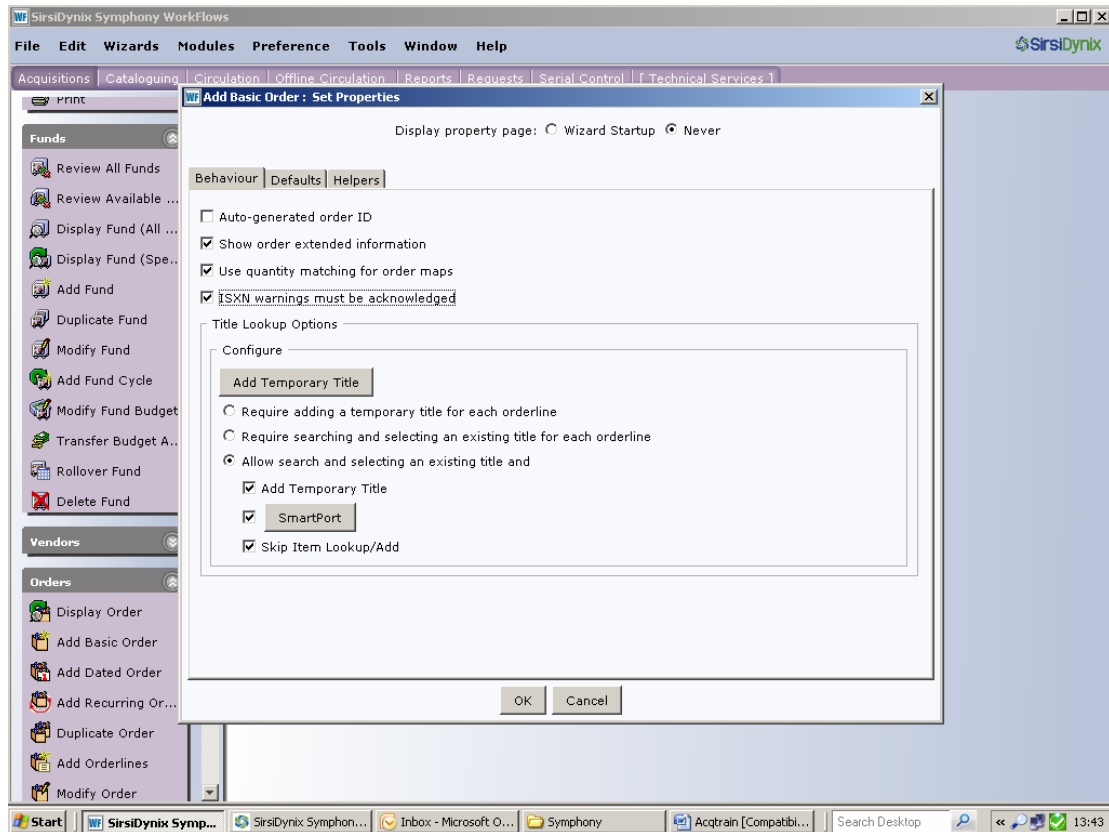 WF SirsiDynix Symphony WorkFlows
File Edit Wizards Modules Preference Tools Window Help
SirsiDynix
Acquisitions Cataloguing Circulation Offline Circulation Reports Requests Serial Control [ Technical Services ]
Print
Funds
Review All Funds
Review Available ...
Display Fund (All ...
Display Fund (Spe..
Add Fund
Duplicate Fund
Modify Fund
Add Fund Cycle
Modify Fund Budget
Transfer Budget A..
Rollover Fund
Delete Fund
Vendors
Orders
Display Order
Add Basic Order
Add Dated Order
Add Recurring Or...
Duplicate Order
Add Orderlines
Modify Order
WF Add Basic Order : Set Properties
Display property page: Wizard Startup Never
Behaviour Defaults Helpers
Auto-generated order ID
Show order extended information
Use quantity matching for order maps
ISXN warnings must be acknowledged
Title Lookup Options
Configure
Add Temporary Title
Require adding a temporary title for each orderline
Require searching and selecting an existing title for each orderline
Allow search and selecting an existing title and
Add Temporary Title
SmartPort
Skip Item Lookup/Add
OK Cancel
Start WF SirsiDynix Symp... SirsiDynix Symphon... Inbox - Microsoft O... Symphony Acqtrain [Compatibi... Search Desktop « 13:43